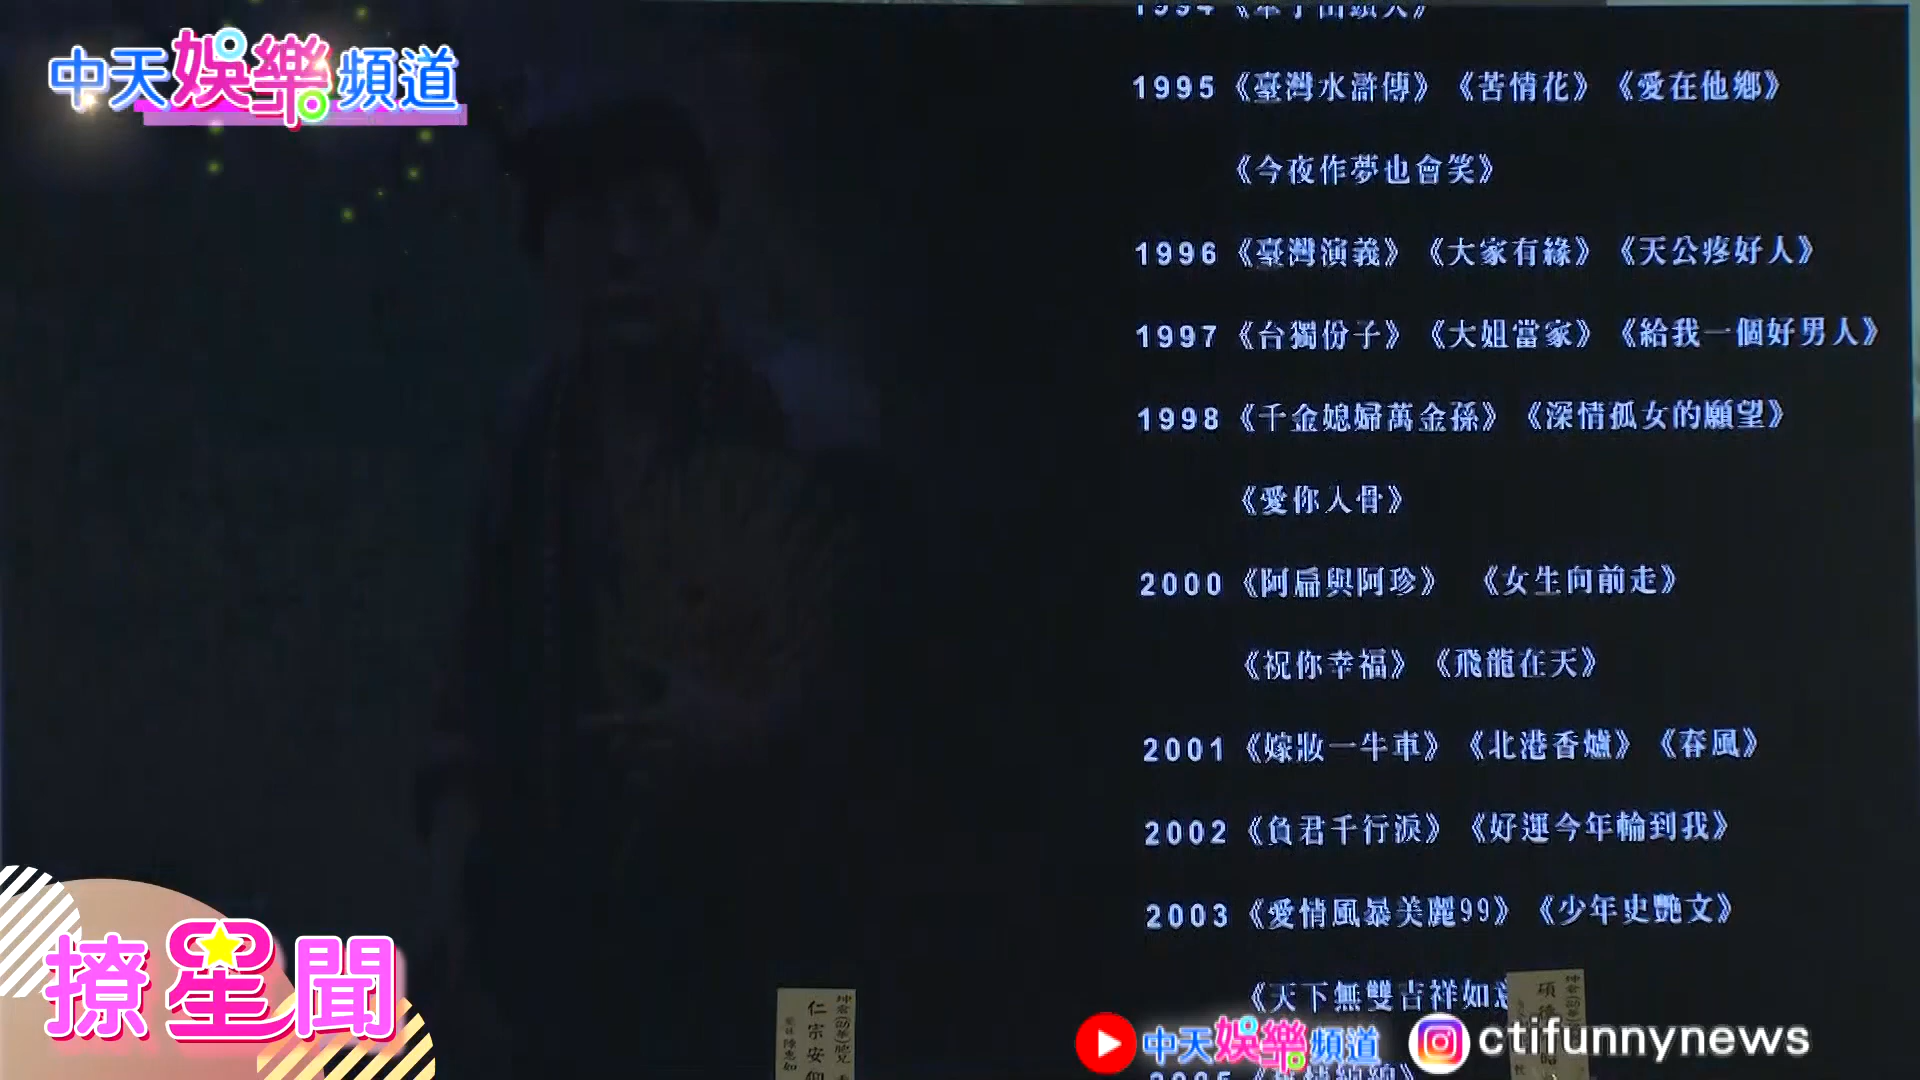 中天娛樂頻道
1995《臺灣水滸傳》《苦情花》《愛在他鄉》
《今夜作夢也會笑》
1996《臺灣演義》《大家有緣》《天公疼好人》
1997《台獨份子》《大姐當家》《給我一個好男人》
1998《千金媳婦萬金孫》《深情孤女的願望》
《愛你入骨》
2000《阿扁與阿珍》《女生向前走》
《祝你幸福》《飛龍在天》
2001《嫁妝一牛車》《北港香爐》《春風》
2002《負君千行淚》《好運今年輪到我》
2003《愛情風暴美麗99》《少年史艷文》
《天下無雙吉祥如意
撩星聞
仁宗安仰
中天娛樂頻道
ctifunnynews